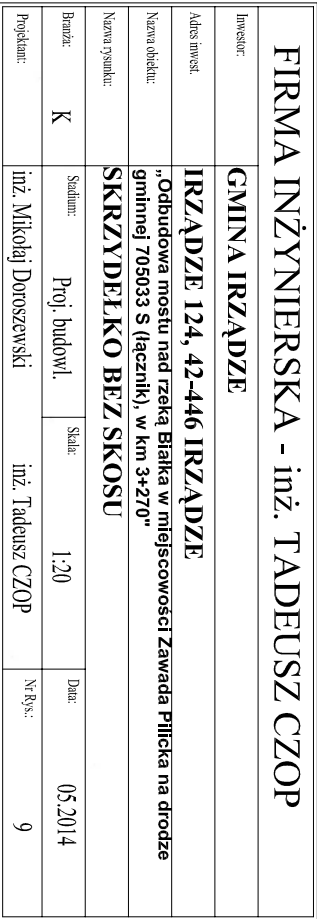 FIRMA INŻYNIERSKA - inż. TADEUSZ CZOP
Inwestor: GMINA IRZĄDZE
Adres inwest. IRZĄDZE 124, 42-446 IRZĄDZE
Nazwa obiektu: „Odbudowa mostu nad rzeką Białka w miejscowości Zawada Pilicka na drodze
gminnej 705033 S (łącznik), w km 3+270"
Nazwa rysunku: SKRZYDEŁKO BEZ SKOSU
Branża: K Stadium: Proj. budowl. Skala: 1:20 Data: 05.2014
Projektant: inż. Mikołaj Doroszewski inż. Tadeusz CZOP Nr Rys.: 9